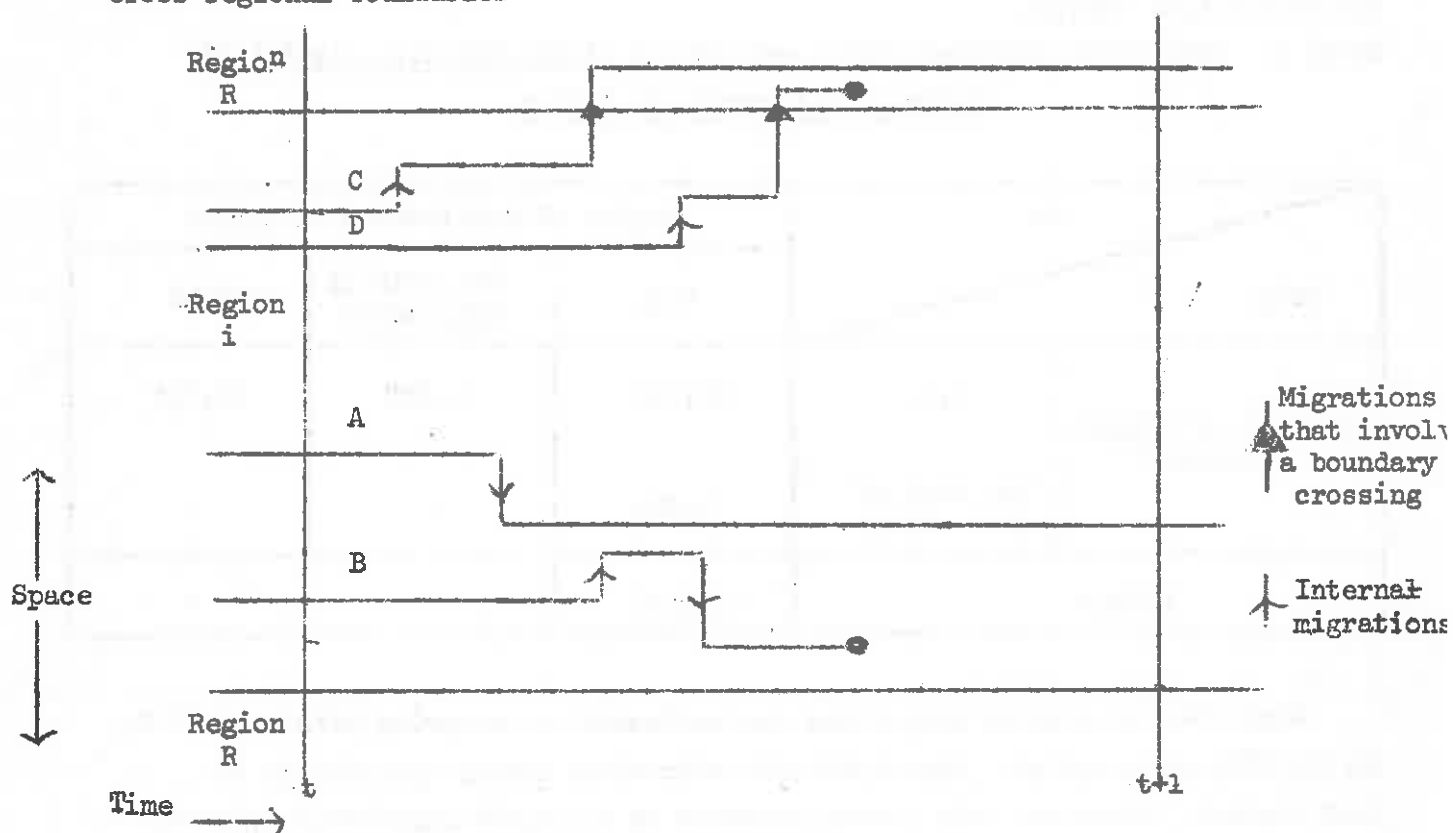 Region
R
C
D
Region
i
A
Migrations
that involv
a boundary
crossing
B
Space
Internal
migrations
Region
R
t
t+1
Time